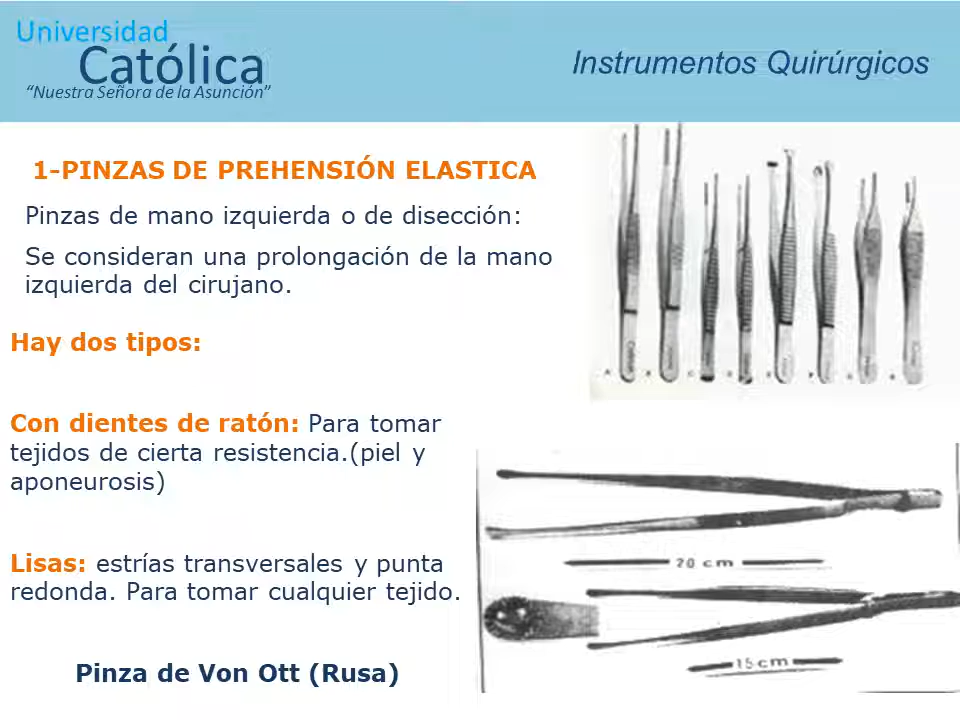 Universidad
Católica
“Nuestra Señora de la Asunción”
Instrumentos Quirúrgicos
1-PINZAS DE PREHENSIÓN ELASTICA
Pinzas de mano izquierda o de disección:
Se consideran una prolongación de la mano
izquierda del cirujano.
Hay dos tipos:
Con dientes de ratón: Para tomar
tejidos de cierta resistencia.(piel y
aponeurosis)
Lisas: estrías transversales y punta
redonda. Para tomar cualquier tejido.
Pinza de Von Ott (Rusa)
A B C
20 cm
15cm